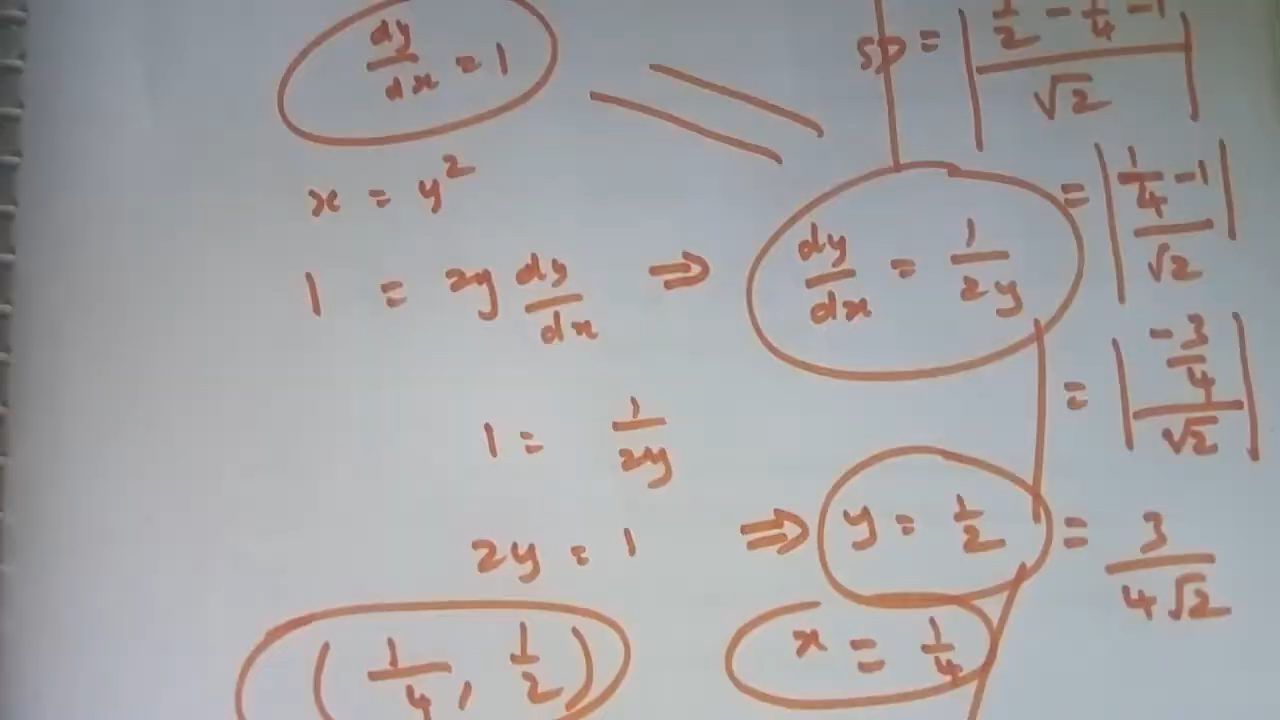 dy/dx = 1
x = y²
1 = 2y dy/dx ⇒ dy/dx = 1/2y
1 = 1/2y
2y = 1 ⇒ y = 1/2
x = 1/4
(1/4, 1/2)
SD = |(1/2 - 1/4 - 1)/√2|
= |(1/4 - 1)/√2|
= |(-3/4)/√2|
= 3/4√2